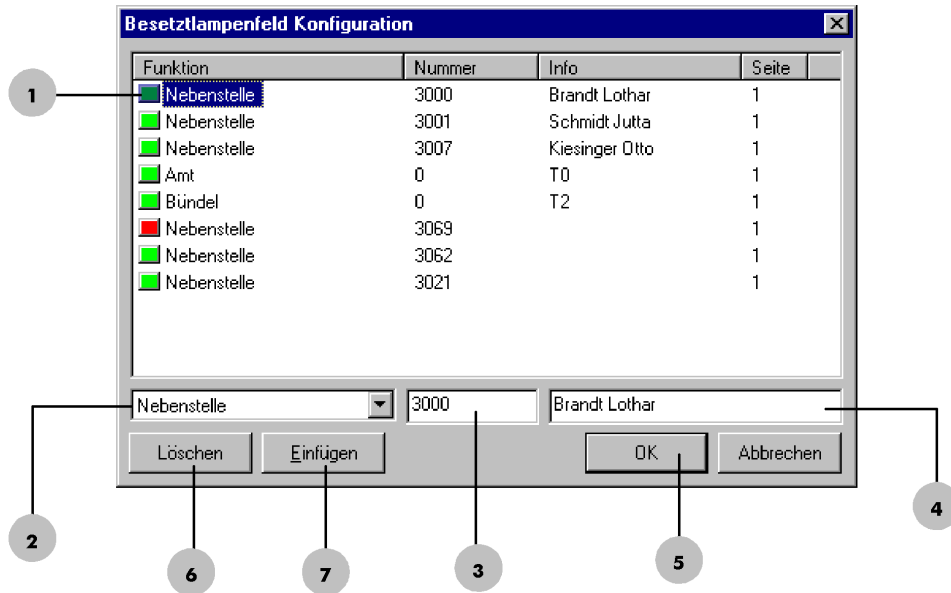 Besetztlampenfeld Konfiguration
Funktion Nummer Info Seite
1
Nebenstelle 3000 Brandt Lothar 1
Nebenstelle 3001 Schmidt Jutta 1
Nebenstelle 3007 Kiesinger Otto 1
Amt 0 T0 1
Bündel 0 T2 1
Nebenstelle 3069 1
Nebenstelle 3062 1
Nebenstelle 3021 1
Nebenstelle 3000 Brandt Lothar
Löschen Einfügen OK Abbrechen
4
2
6 7 3 5